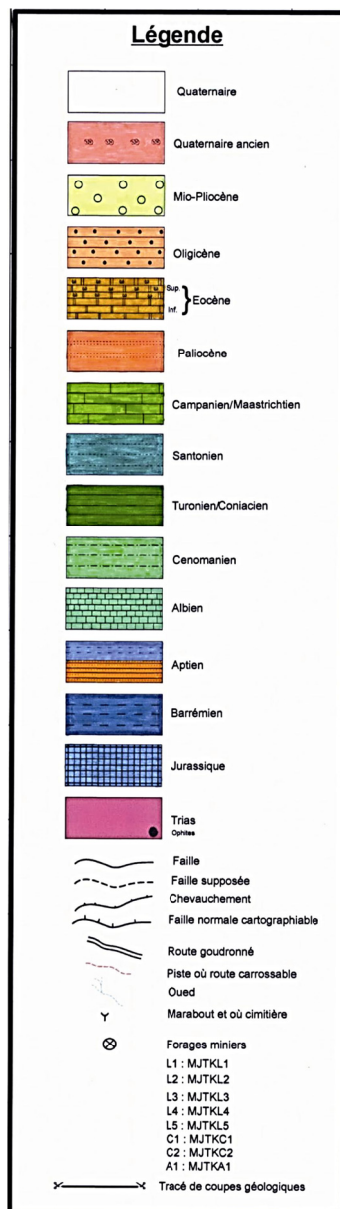 Légende
Quaternaire
Quaternaire ancien
Mio-Pliocène
Oligicène
Sup.
Eocène
Inf.
Paliocène
Campanien/Maastrichtien
Santonien
Turonien/Coniacien
Cenomanien
Albien
Aptien
Barrémien
Jurassique
Trias
Ophites
Faille
Faille supposée
Chevauchement
Faille normale cartographiable
Route goudronné
Piste où route carrossable
Oued
Marabout et où cimitière
Forages miniers
L1 : MJTKL1
L2 : MJTKL2
L3 : MJTKL3
L4 : MJTKL4
L5 : MJTKL5
C1 : MJTKC1
C2 : MJTKC2
A1 : MJTKA1
Tracé de coupes géologiques